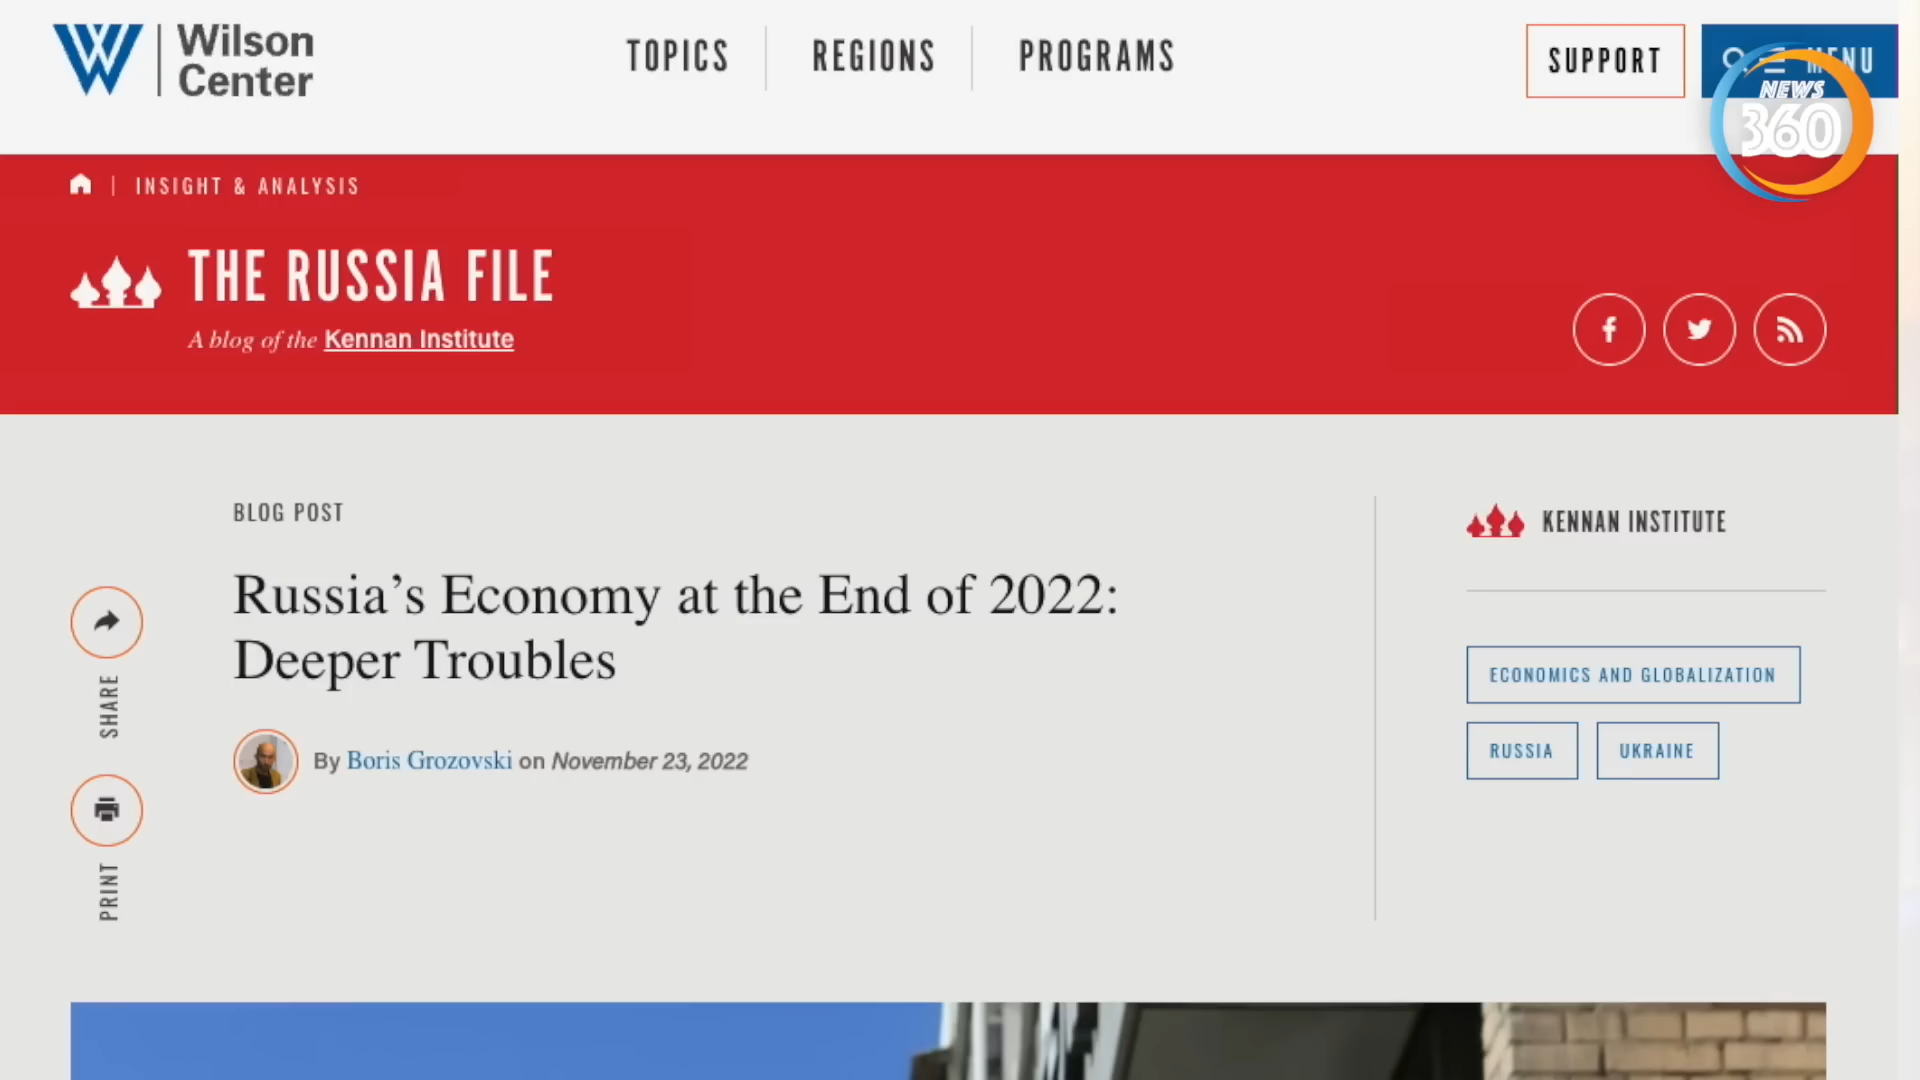 Wilson
Center
TOPICS
REGIONS
PROGRAMS
SUPPORT
MENU
NEWS
360
INSIGHT & ANALYSIS
THE RUSSIA FILE
A blog of the Kennan Institute
BLOG POST
Russia’s Economy at the End of 2022:
Deeper Troubles
By Boris Grozovski on November 23, 2022
SHARE
PRINT
KENNAN INSTITUTE
ECONOMICS AND GLOBALIZATION
RUSSIA
UKRAINE